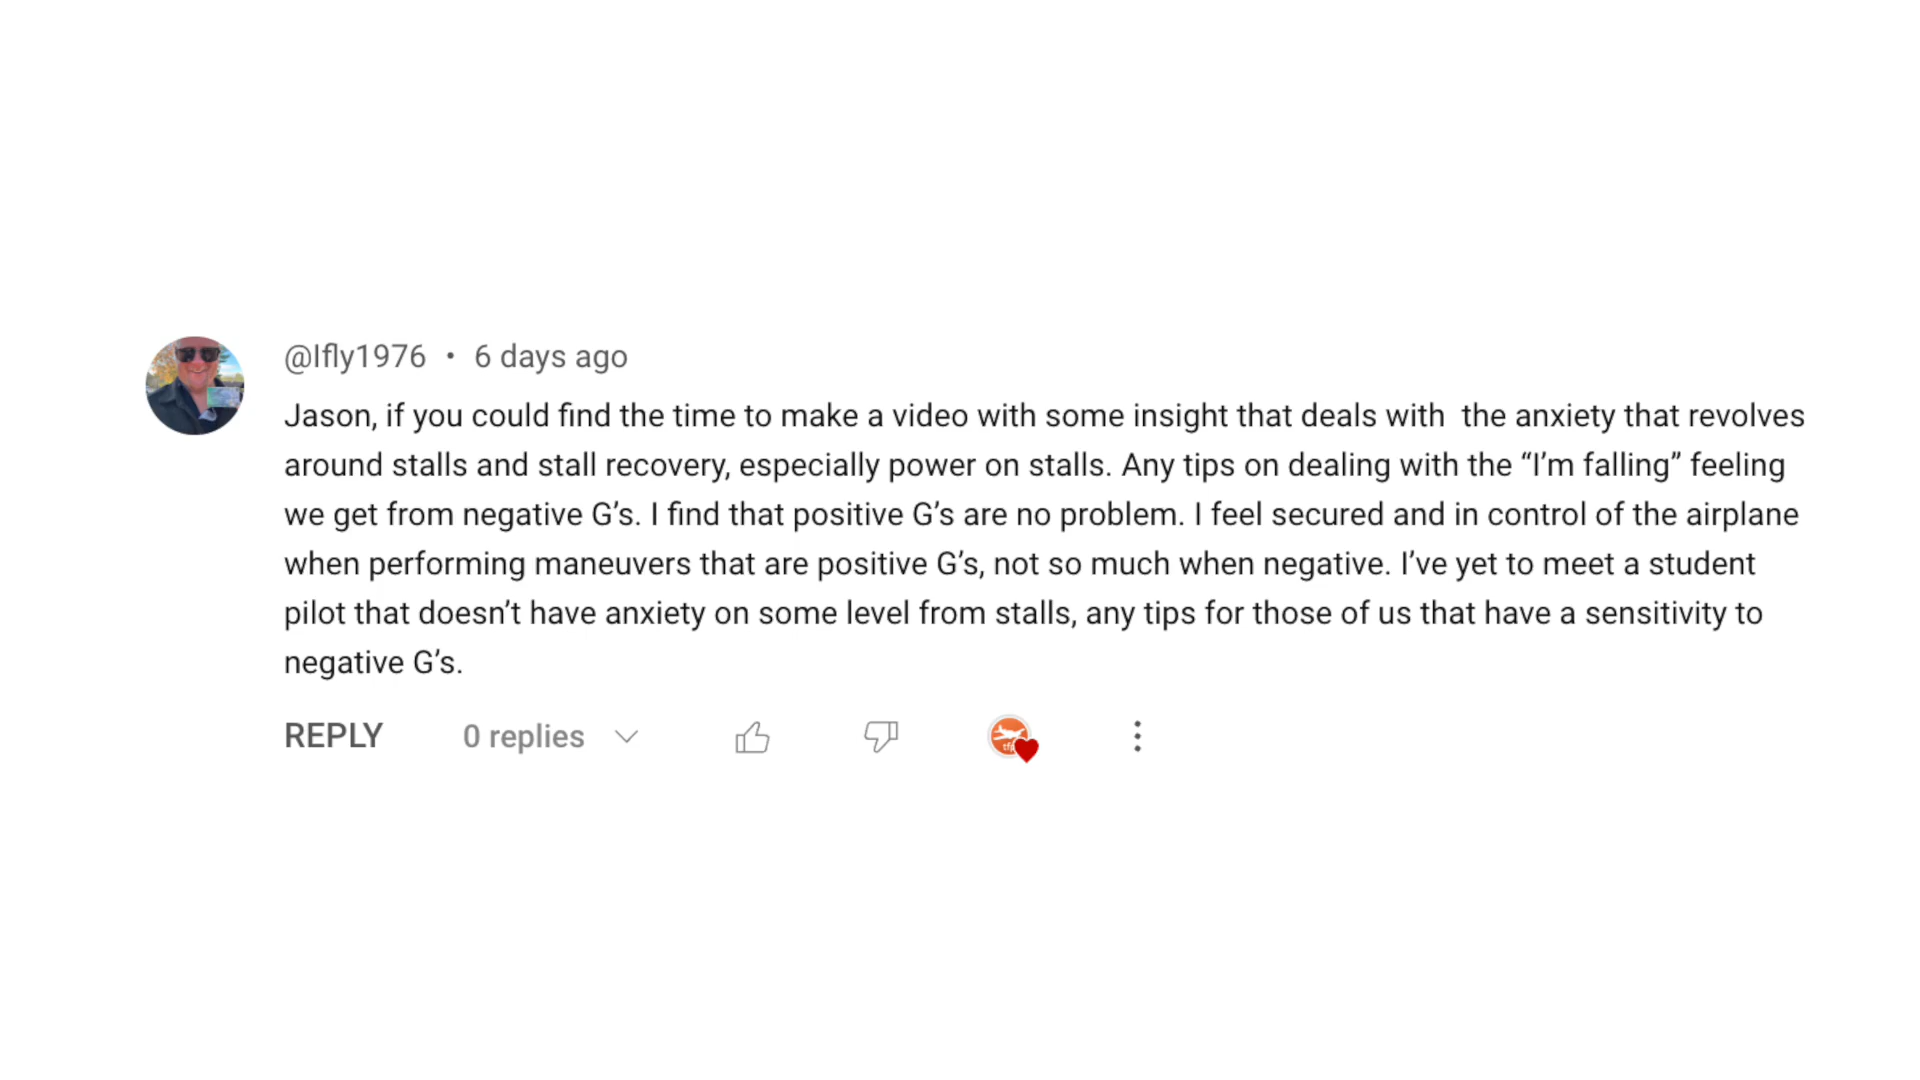 @Ifly1976 • 6 days ago
Jason, if you could find the time to make a video with some insight that deals with  the anxiety that revolves
around stalls and stall recovery, especially power on stalls. Any tips on dealing with the “I’m falling” feeling
we get from negative G’s. I find that positive G’s are no problem. I feel secured and in control of the airplane
when performing maneuvers that are positive G’s, not so much when negative. I’ve yet to meet a student
pilot that doesn’t have anxiety on some level from stalls, any tips for those of us that have a sensitivity to
negative G’s.
REPLY 0 replies